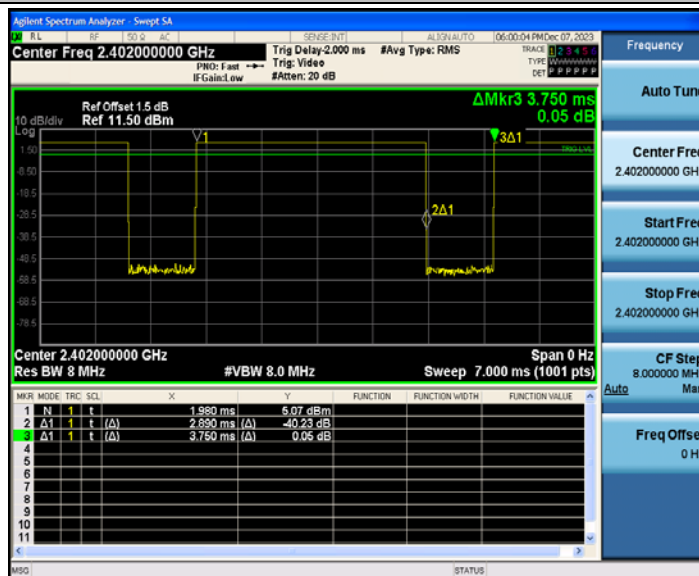 Agilent Spectrum Analyzer - Swept SA
RL RF 50 Ω AC SENSE:INT ALIGN AUTO 06:00:04 PM Dec 07, 2023
Center Freq 2.402000000 GHz
PNO: Fast
IFGain:Low
Trig Delay-2.000 ms
Trig: Video
#Atten: 20 dB
#Avg Type: RMS
TRACE 1 2 3 4 5 6
TYPE
DET P P P P P P
Frequency
Auto Tune
Ref Offset 1.5 dB
Ref 11.50 dBm
10 dB/div
Log
ΔMkr3 3.750 ms
0.05 dB
1
3Δ1
TRIG LVL
2Δ1
1.50
-8.50
-18.5
-28.5
-38.5
-48.5
-58.5
-68.5
-78.5
Center Freq
2.402000000 GH
Start Freq
2.402000000 GH
Stop Freq
2.402000000 GH
CF Step
8.000000 MH
Auto Ma
Freq Offse
0 H
Center 2.402000000 GHz
Span 0 Hz
Res BW 8 MHz
#VBW 8.0 MHz
Sweep 7.000 ms (1001 pts)
MKR MODE TRC SCL X Y FUNCTION FUNCTION WIDTH FUNCTION VALUE
1 N 1 t 1.980 ms 5.07 dBm
2 Δ1 1 t (Δ) 2.890 ms (Δ) -40.23 dB
3 Δ1 1 t (Δ) 3.750 ms (Δ) 0.05 dB
4
5
6
7
8
9
10
11
MSG
STATUS